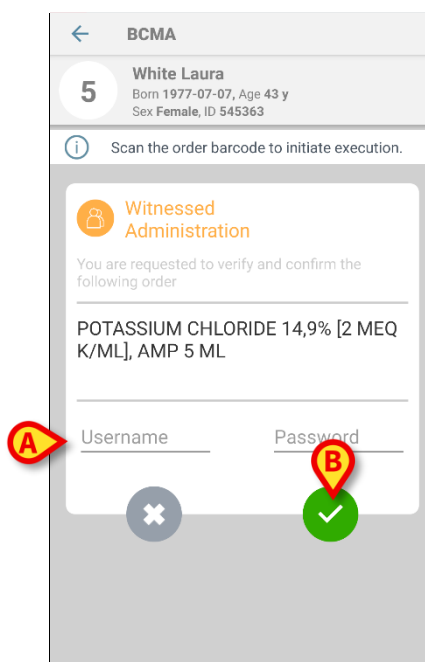 BCMA
5
White Laura
Born 1977-07-07, Age 43 y
Sex Female, ID 545363
i Scan the order barcode to initiate execution.
Witnessed
Administration
You are requested to verify and confirm the
following order
POTASSIUM CHLORIDE 14,9% [2 MEQ
K/ML], AMP 5 ML
A Username Password
B